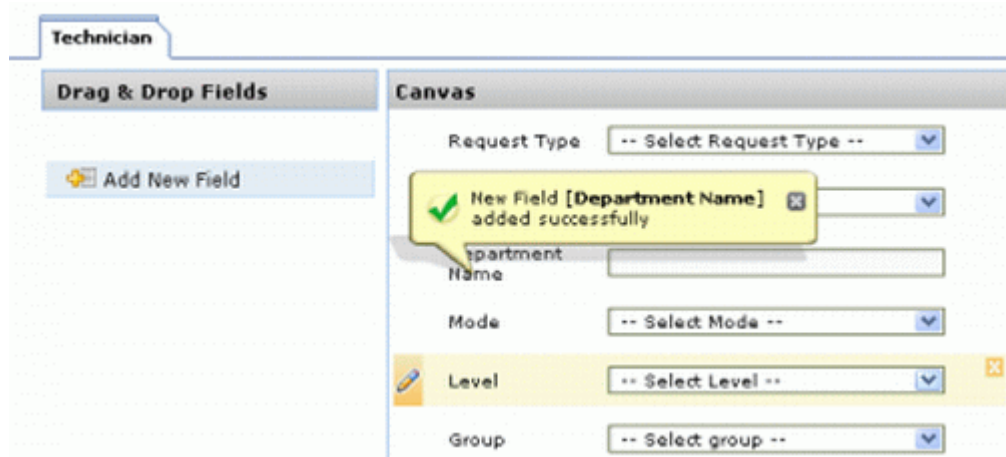 Technician
Drag & Drop Fields
Canvas
Request Type
-- Select Request Type --
Add New Field
New Field [Department Name]
added successfully
Department
Name
Mode
-- Select Mode --
Level
-- Select Level --
Group
-- Select group --